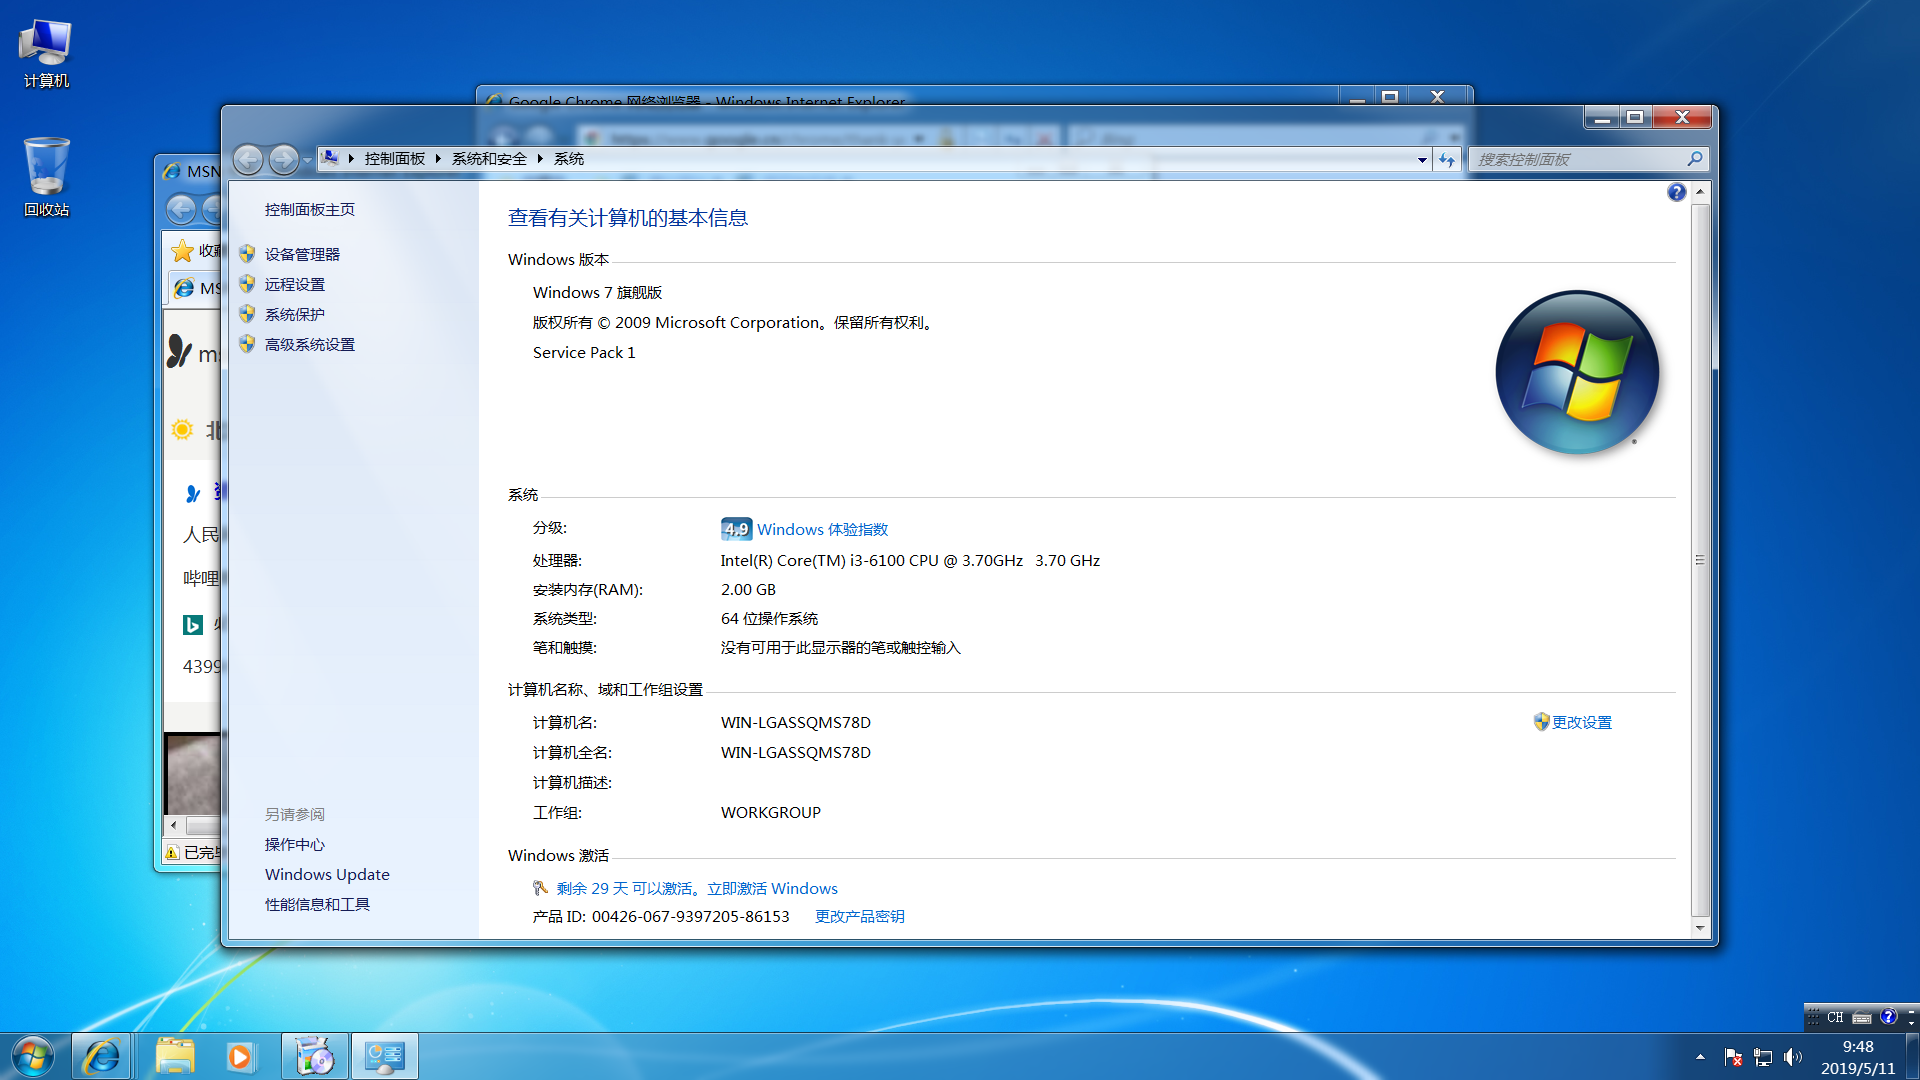 计算机
回收站
Google Chrome 网络浏览器 - Windows Internet Explorer
MSN
收藏
MS
ms
北
人民
哔哩
4399
已完
控制面板 系统和安全 系统
搜索控制面板
控制面板主页
设备管理器
远程设置
系统保护
高级系统设置
另请参阅
操作中心
Windows Update
性能信息和工具
查看有关计算机的基本信息
Windows 版本
Windows 7 旗舰版
版权所有 © 2009 Microsoft Corporation。保留所有权利。
Service Pack 1
系统
分级: 4.9 Windows 体验指数
处理器: Intel(R) Core(TM) i3-6100 CPU @ 3.70GHz 3.70 GHz
安装内存(RAM): 2.00 GB
系统类型: 64 位操作系统
笔和触摸: 没有可用于此显示器的笔或触控输入
计算机名称、域和工作组设置
计算机名: WIN-LGASSQMS78D 更改设置
计算机全名: WIN-LGASSQMS78D
计算机描述:
工作组: WORKGROUP
Windows 激活
剩余 29 天 可以激活。立即激活 Windows
产品 ID: 00426-067-9397205-86153 更改产品密钥
CH
9:48
2019/5/11